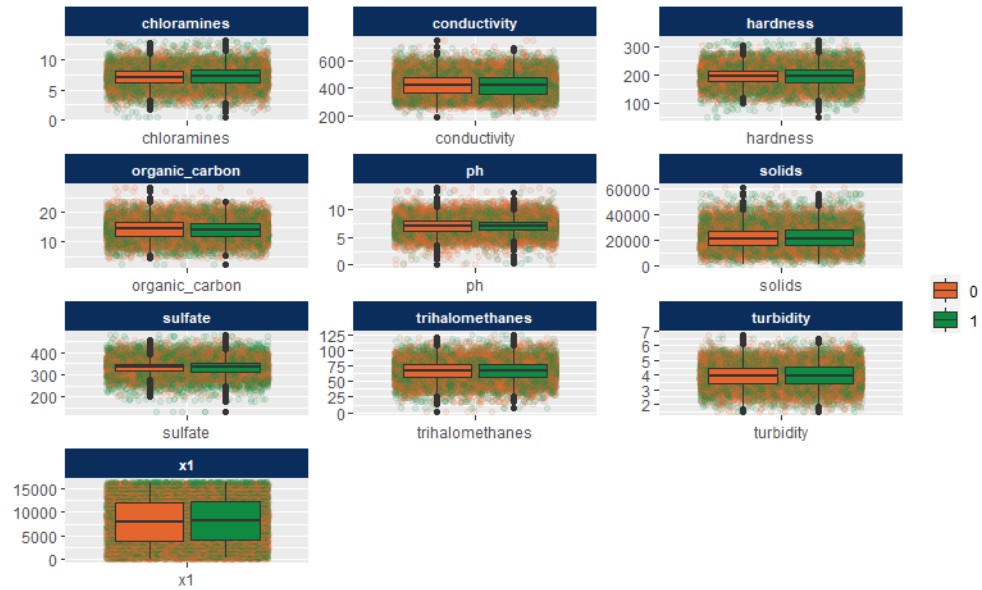 chloramines
10
5
0
chloramines
conductivity
600
400
200
conductivity
hardness
300
200
100
hardness
organic_carbon
20
10
organic_carbon
ph
10
5
0
ph
solids
60000
40000
20000
0
solids
0
1
sulfate
400
300
200
sulfate
trihalomethanes
125
100
75
50
25
0
trihalomethanes
turbidity
7
6
5
4
3
2
turbidity
x1
15000
10000
5000
0
x1